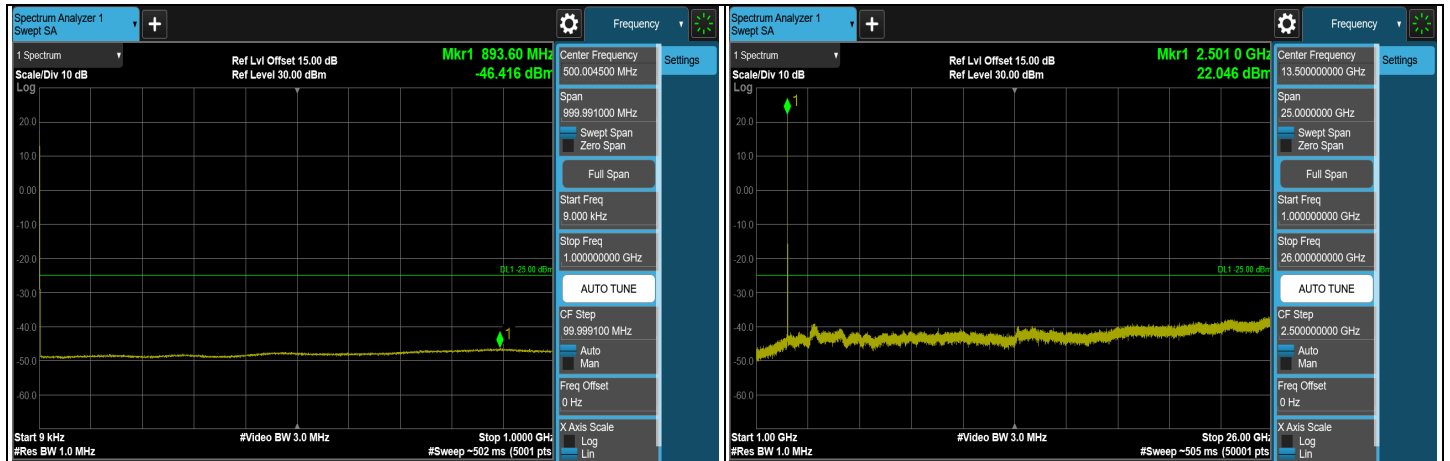 Spectrum Analyzer 1
Swept SA
+
Frequency
1 Spectrum
Scale/Div 10 dB
Log
Ref Lvl Offset 15.00 dB
Ref Level 30.00 dBm
Mkr1 893.60 MHz
-46.416 dBm
20.0
10.0
0.00
-10.0
-20.0
-30.0
-40.0
-50.0
-60.0
DL1 -25.00 dBm
1
Start 9 kHz
#Res BW 1.0 MHz
#Video BW 3.0 MHz
Stop 1.0000 GHz
#Sweep ~502 ms (5001 pts
Center Frequency
500.004500 MHz
Settings
Span
999.991000 MHz
Swept Span
Zero Span
Full Span
Start Freq
9.000 kHz
Stop Freq
1.000000000 GHz
AUTO TUNE
CF Step
99.999100 MHz
Auto
Man
Freq Offset
0 Hz
X Axis Scale
Log
Lin
Spectrum Analyzer 1
Swept SA
+
Frequency
1 Spectrum
Scale/Div 10 dB
Log
Ref Lvl Offset 15.00 dB
Ref Level 30.00 dBm
Mkr1 2.501 0 GHz
22.046 dBm
1
20.0
10.0
0.00
-10.0
-20.0
-30.0
-40.0
-50.0
-60.0
DL1 -25.00 dBm
Start 1.00 GHz
#Res BW 1.0 MHz
#Video BW 3.0 MHz
Stop 26.00 GHz
#Sweep ~505 ms (50001 pts
Center Frequency
13.500000000 GHz
Settings
Span
25.0000000 GHz
Swept Span
Zero Span
Full Span
Start Freq
1.000000000 GHz
Stop Freq
26.000000000 GHz
AUTO TUNE
CF Step
2.500000000 GHz
Auto
Man
Freq Offset
0 Hz
X Axis Scale
Log
Lin